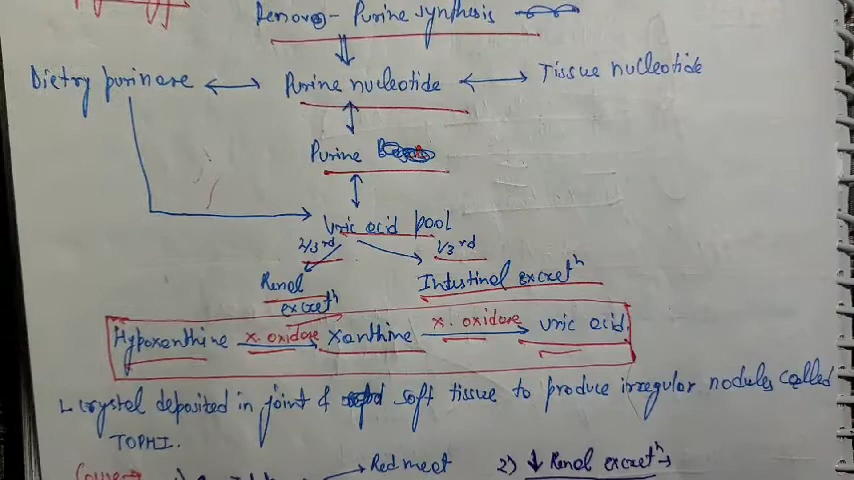 Denovo - Purine synthesis
Dietry purinare ↔ Purine nucleotide ↔ Tissue nucleotide
Purine
Uric acid pool
2/3rd 1/3rd
Renal excretn Intustinal excretn
Hypoxanthine x. oxidase → Xanthine x. oxidase → uric acid.
L crystal deposited in joint & soft tissue to produce irregular nodules called
TOPHI.
→ Red meat 2) ↓ Renal excretn →